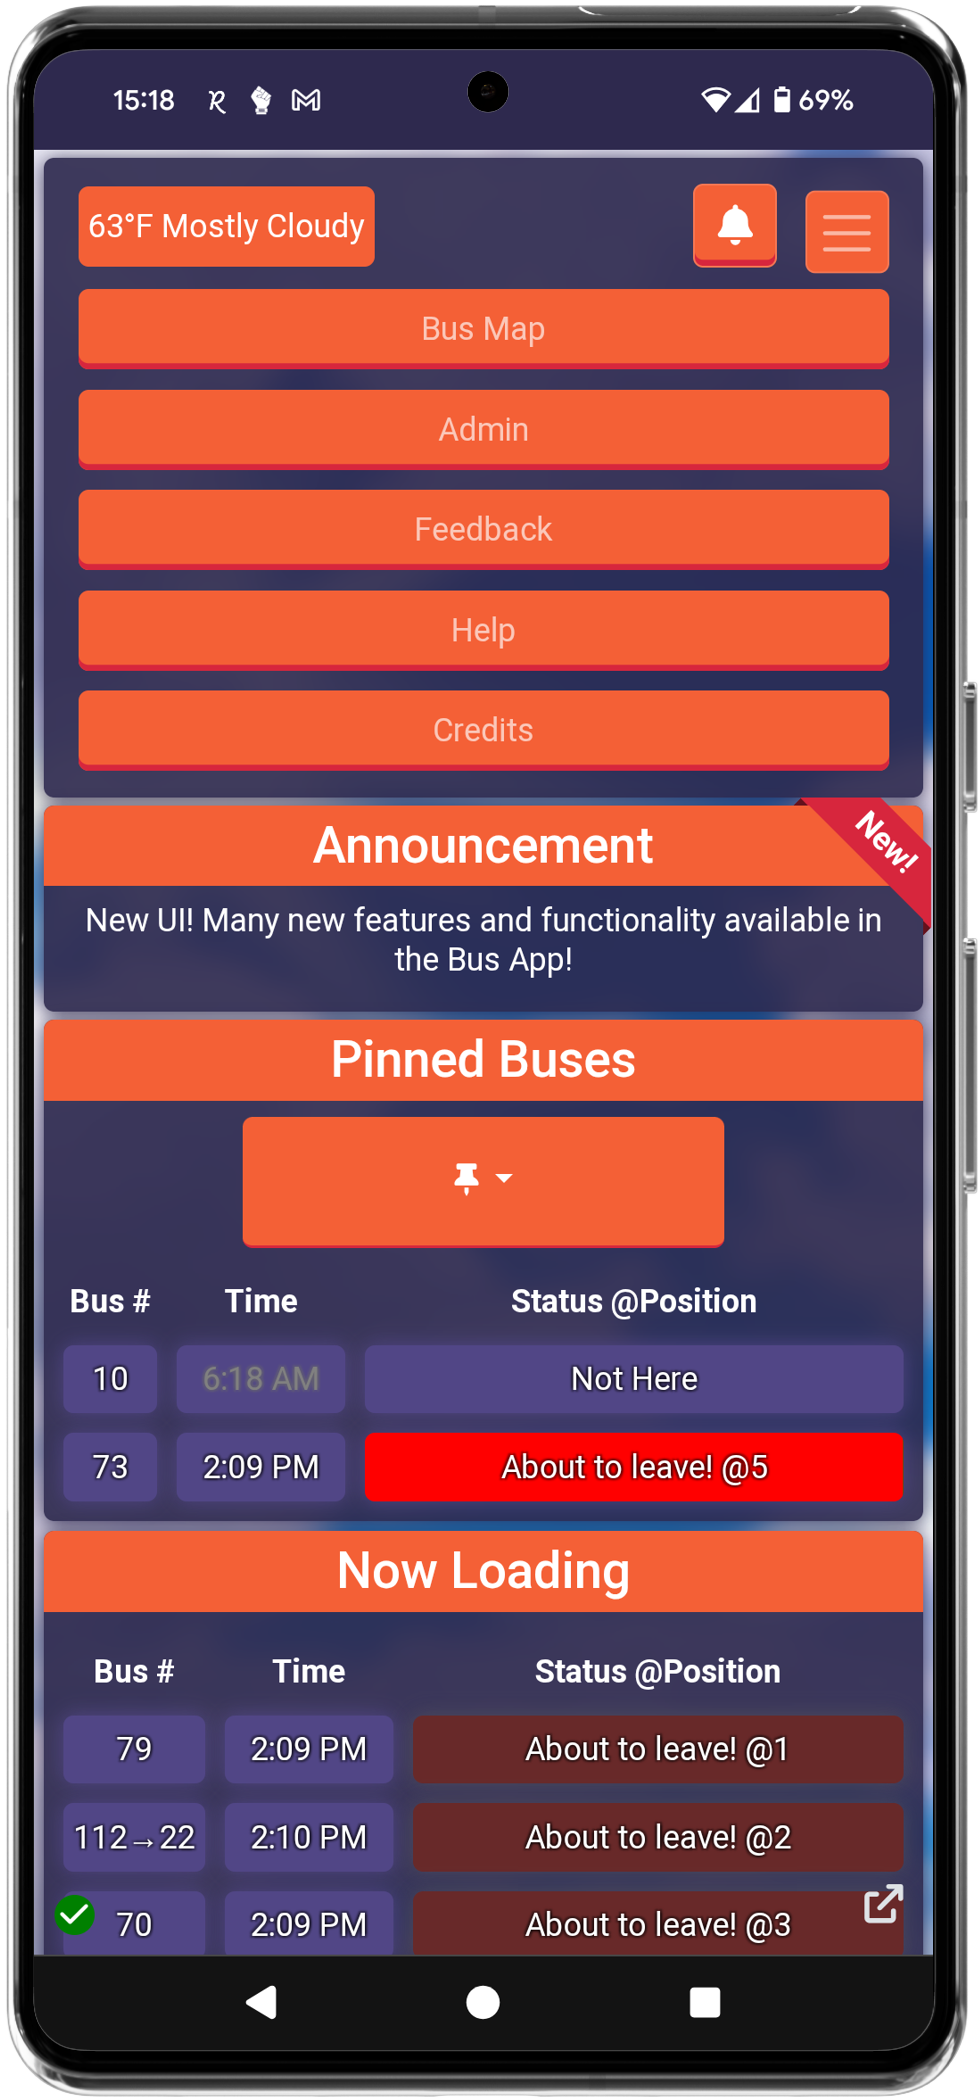 15:18 69%
63°F Mostly Cloudy
Bus Map
Admin
Feedback
Help
Credits
Announcement
New!
New UI! Many new features and functionality available in
the Bus App!
Pinned Buses
Bus # Time Status @Position
10 6:18 AM Not Here
73 2:09 PM About to leave! @5
Now Loading
Bus # Time Status @Position
79 2:09 PM About to leave! @1
112→22 2:10 PM About to leave! @2
70 2:09 PM About to leave! @3